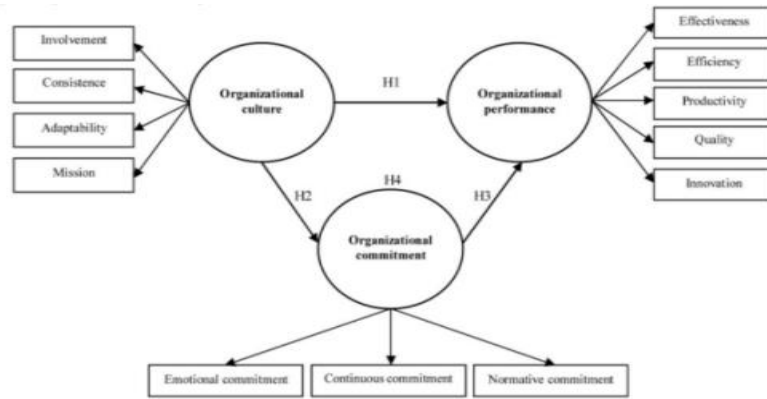 Involvement
Consistence
Adaptability
Mission
Organizational
culture
H1
Organizational
performance
Effectiveness
Efficiency
Productivity
Quality
Innovation
H2
H4
H3
Organizational
commitment
Emotional commitment
Continuous commitment
Normative commitment